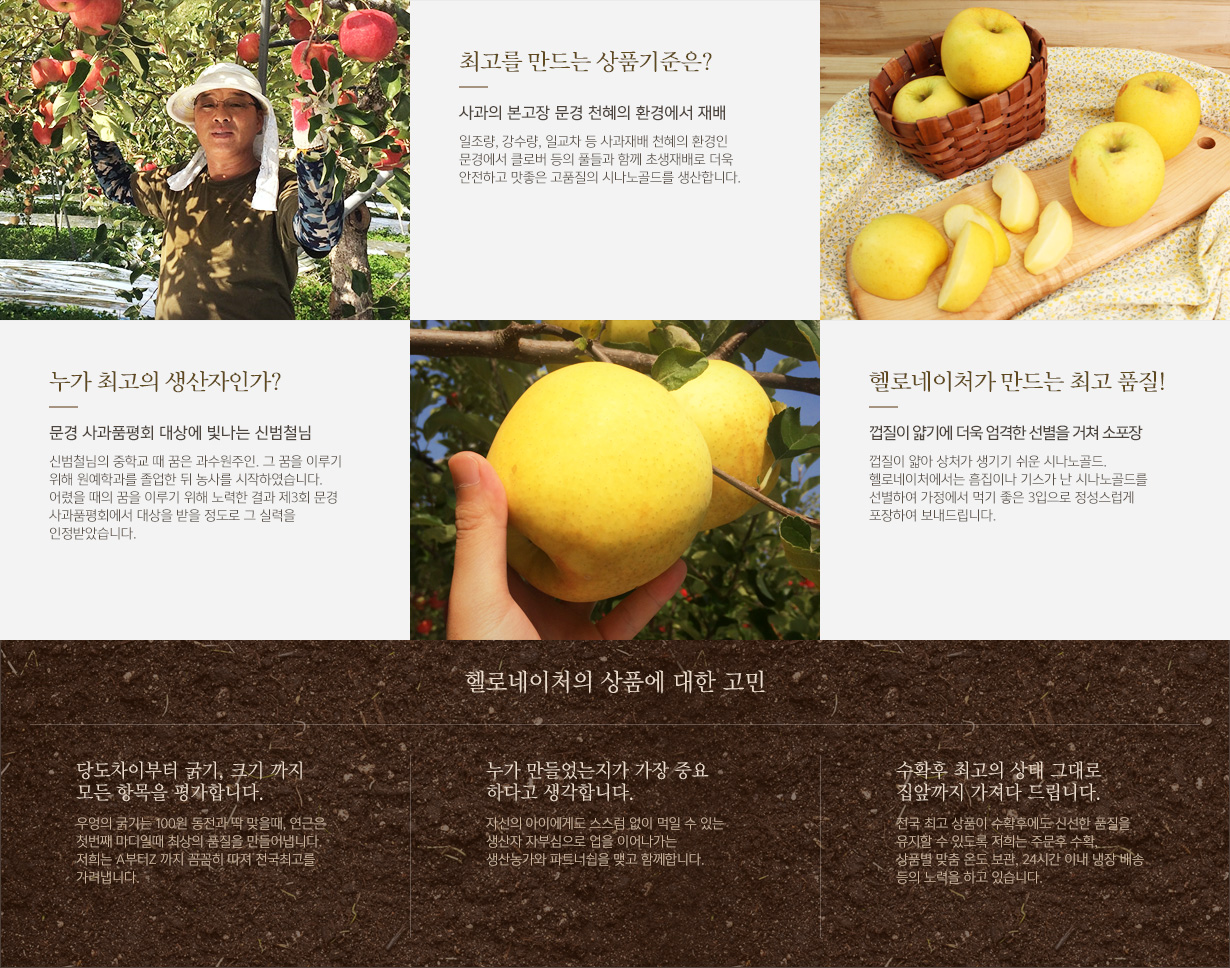 최고를 만드는 상품기준은?
사과의 본고장 문경 천혜의 환경에서 재배
일조량, 강수량, 일교차 등 사과재배 천혜의 환경인
문경에서 클로버 등의 풀들과 함께 초생재배로 더욱
안전하고 맛좋은 고품질의 시나노골드를 생산합니다.
누가 최고의 생산자인가?
문경 사과품평회 대상에 빛나는 신범철님
신범철님의 중학교 때 꿈은 과수원주인. 그 꿈을 이루기
위해 원예학과를 졸업한 뒤 농사를 시작하였습니다.
어렸을 때의 꿈을 이루기 위해 노력한 결과 제3회 문경
사과품평회에서 대상을 받을 정도로 그 실력을
인정받았습니다.
헬로네이처가 만드는 최고 품질!
껍질이 얇기에 더욱 엄격한 선별을 거쳐 소포장
껍질이 얇아 상처가 생기기 쉬운 시나노골드.
헬로네이처에서는 흠집이나 기스가 난 시나노골드를
선별하여 가정에서 먹기 좋은 3입으로 정성스럽게
포장하여 보내드립니다.
헬로네이처의 상품에 대한 고민
당도차이부터 굵기, 크기 까지
모든 항목을 평가합니다.
우엉의 굵기는 100원 동전과 딱 맞을때, 연근은
첫번째 마디일때 최상의 품질을 만들어냅니다.
저희는 A부터Z 까지 꼼꼼히 따져 전국최고를
가려냅니다.
누가 만들었는지가 가장 중요
하다고 생각합니다.
자신의 아이에게도 스스럼 없이 먹일 수 있는
생산자 자부심으로 업을 이어나가는
생산농가와 파트너쉽을 맺고 함께합니다.
수확후 최고의 상태 그대로
집앞까지 가져다 드립니다.
전국 최고 상품이 수확후에도 신선한 품질을
유지할 수 있도록 저희는 주문후 수확,
상품별 맞춤 온도 보관, 24시간 이내 냉장 배송
등의 노력을 하고 있습니다.